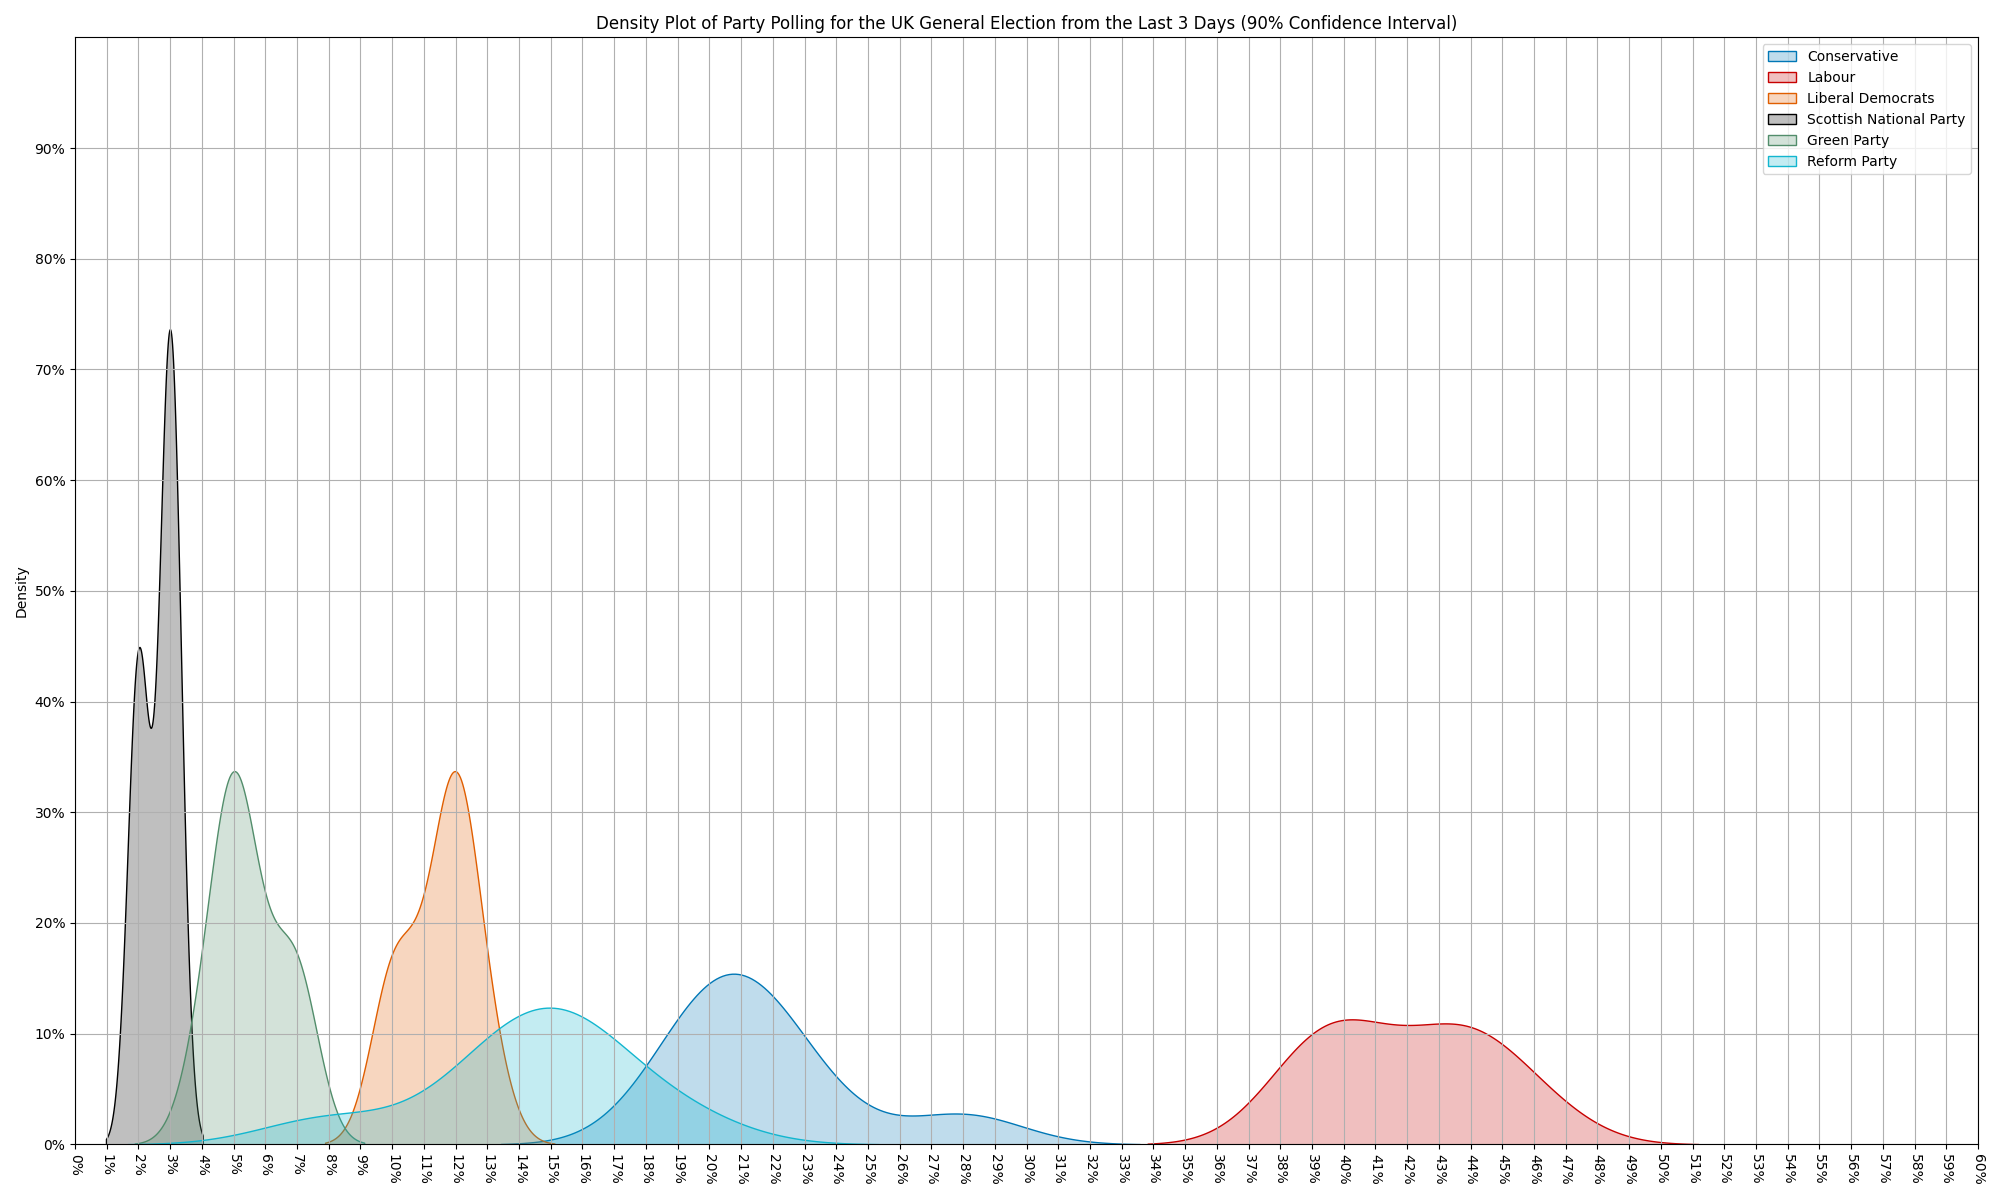 Density Plot of Party Polling for the UK General Election from the Last 3 Days (90% Confidence Interval)
Conservative
Labour
Liberal Democrats
Scottish National Party
Green Party
Reform Party
90%
80%
70%
60%
50%
40%
30%
20%
10%
0%
Density
0% 1% 2% 3% 4% 5% 6% 7% 8% 9% 10% 11% 12% 13% 14% 15% 16% 17% 18% 19% 20% 21% 22% 23% 24% 25% 26% 27% 28% 29% 30% 31% 32% 33% 34% 35% 36% 37% 38% 39% 40% 41% 42% 43% 44% 45% 46% 47% 48% 49% 50% 51% 52% 53% 54% 55% 56% 57% 58% 59% 60%